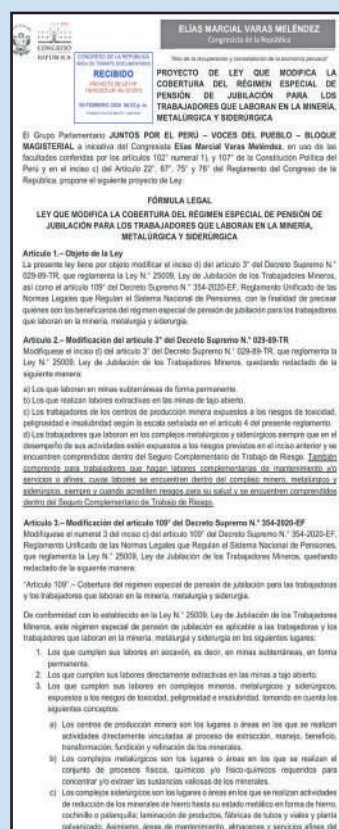 CONGRESO
REPÚBLICA
ELÍAS MARCIAL VARAS MELÉNDEZ
Congresista de la República
CONGRESO DE LA REPÚBLICA
RECIBIDO
"Año de la recuperación y consolidación de la economía peruana"
PROYECTO DE LEY QUE MODIFICA LA
COBERTURA DEL RÉGIMEN ESPECIAL DE
PENSIÓN DE JUBILACIÓN PARA LOS
TRABAJADORES QUE LABORAN EN LA MINERÍA,
METALÚRGICA Y SIDERÚRGICA
El Grupo Parlamentario JUNTOS POR EL PERÚ – VOCES DEL PUEBLO – BLOQUE
MAGISTERIAL a iniciativa del Congresista Elías Marcial Varas Meléndez, en uso de las
facultades conferidas por los artículos 102° numeral 1), y 107° de la Constitución Política del
Perú y en el inciso c) del Artículo 22°, 67°, 75° y 76° del Reglamento del Congreso de la
República, propone el siguiente proyecto de Ley:
FÓRMULA LEGAL
LEY QUE MODIFICA LA COBERTURA DEL RÉGIMEN ESPECIAL DE PENSIÓN DE
JUBILACIÓN PARA LOS TRABAJADORES QUE LABORAN EN LA MINERÍA,
METALÚRGICA Y SIDERÚRGICA
Artículo 1.– Objeto de la Ley
La presente ley tiene por objeto modificar el inciso d) del artículo 3° del Decreto Supremo N.°
029-89-TR, que reglamenta la Ley N.° 25009, Ley de Jubilación de los Trabajadores Mineros,
así como el artículo 109° del Decreto Supremo N.° 354-2020-EF, Reglamento Unificado de las
Normas Legales que Regulan el Sistema Nacional de Pensiones, con la finalidad de precisar
quiénes son los beneficiarios del régimen especial de pensión de jubilación para los trabajadores
que laboran en la minería, metalurgia y siderurgia.
Artículo 2.– Modificación del artículo 3° del Decreto Supremo N.° 029-89-TR
Modifíquese el inciso d) del artículo 3° del Decreto Supremo N.° 029-89-TR, que reglamenta la
Ley N.° 25009, Ley de Jubilación de los Trabajadores Mineros, quedando redactado de la
siguiente manera:
a) Los que laboran en minas subterráneas de forma permanente.
b) Los que realizan labores extractivas en las minas de tajo abierto.
c) Los trabajadores de los centros de producción minera expuestos a los riesgos de toxicidad,
peligrosidad e insalubridad según la escala señalada en el artículo 4 del presente reglamento.
d) Los trabajadores que laboran en los complejos metalúrgicos y siderúrgicos siempre que en el
desempeño de sus actividades estén expuestos a los riesgos previstos en el inciso anterior y se
encuentren comprendidos dentro del Seguro Complementario de Trabajo de Riesgo. También
comprende para trabajadores que hagan labores complementarias de mantenimiento y/o
servicios o afines; cuyas labores se encuentren dentro del complejo minero, metalúrgico y
siderúrgico, siempre y cuando acrediten riesgos para su salud y se encuentren comprendidos
dentro del Seguro Complementario de Trabajo de Riesgo.
Artículo 3.– Modificación del artículo 109° del Decreto Supremo N.° 354-2020-EF
Modifíquese el numeral 3 del inciso c) del artículo 109° del Decreto Supremo N.° 354-2020-EF,
Reglamento Unificado de las Normas Legales que Regulan el Sistema Nacional de Pensiones,
que reglamenta la Ley N.° 25009, Ley de Jubilación de los Trabajadores Mineros, quedando
redactado de la siguiente manera:
"Artículo 109°.– Cobertura del régimen especial de pensión de jubilación para las trabajadoras
y los trabajadores que laboran en la minería, metalurgia y siderurgia.
De conformidad con lo establecido en la Ley N.° 25009, Ley de Jubilación de los Trabajadores
Mineros, este régimen especial de pensión de jubilación es aplicable a las trabajadoras y los
trabajadores que laboran en la minería, metalurgia y siderurgia en los siguientes lugares:
1. Los que cumplen sus labores en socavón, es decir, en minas subterráneas, en forma
permanente.
2. Los que cumplen sus labores directamente extractivas en las minas a tajo abierto.
3. Los que cumplen sus labores en complejos mineros, metalúrgicos y siderúrgicos,
expuestos a los riesgos de toxicidad, peligrosidad e insalubridad, tomando en cuenta los
siguientes conceptos:
a) Los centros de producción minera son los lugares o áreas en las que se realizan
actividades directamente vinculadas al proceso de extracción, manejo, beneficio,
transformación, fundición y refinación de los minerales.
b) Los complejos metalúrgicos son los lugares o áreas en los que se realizan el
conjunto de procesos físicos, químicos y/o físico-químicos requeridos para
concentrar y/o extraer las sustancias valiosas de los minerales.
c) Los complejos siderúrgicos son los lugares o áreas en los que se realizan actividades
de reducción de los minerales de hierro hasta su estado metálico en forma de hierro,
cochinillo o palanquilla; laminación de productos, fábricas de tubos y viales y planta
galvanizado. Asimismo, áreas de mantenimiento, almacenes y servicios afines del